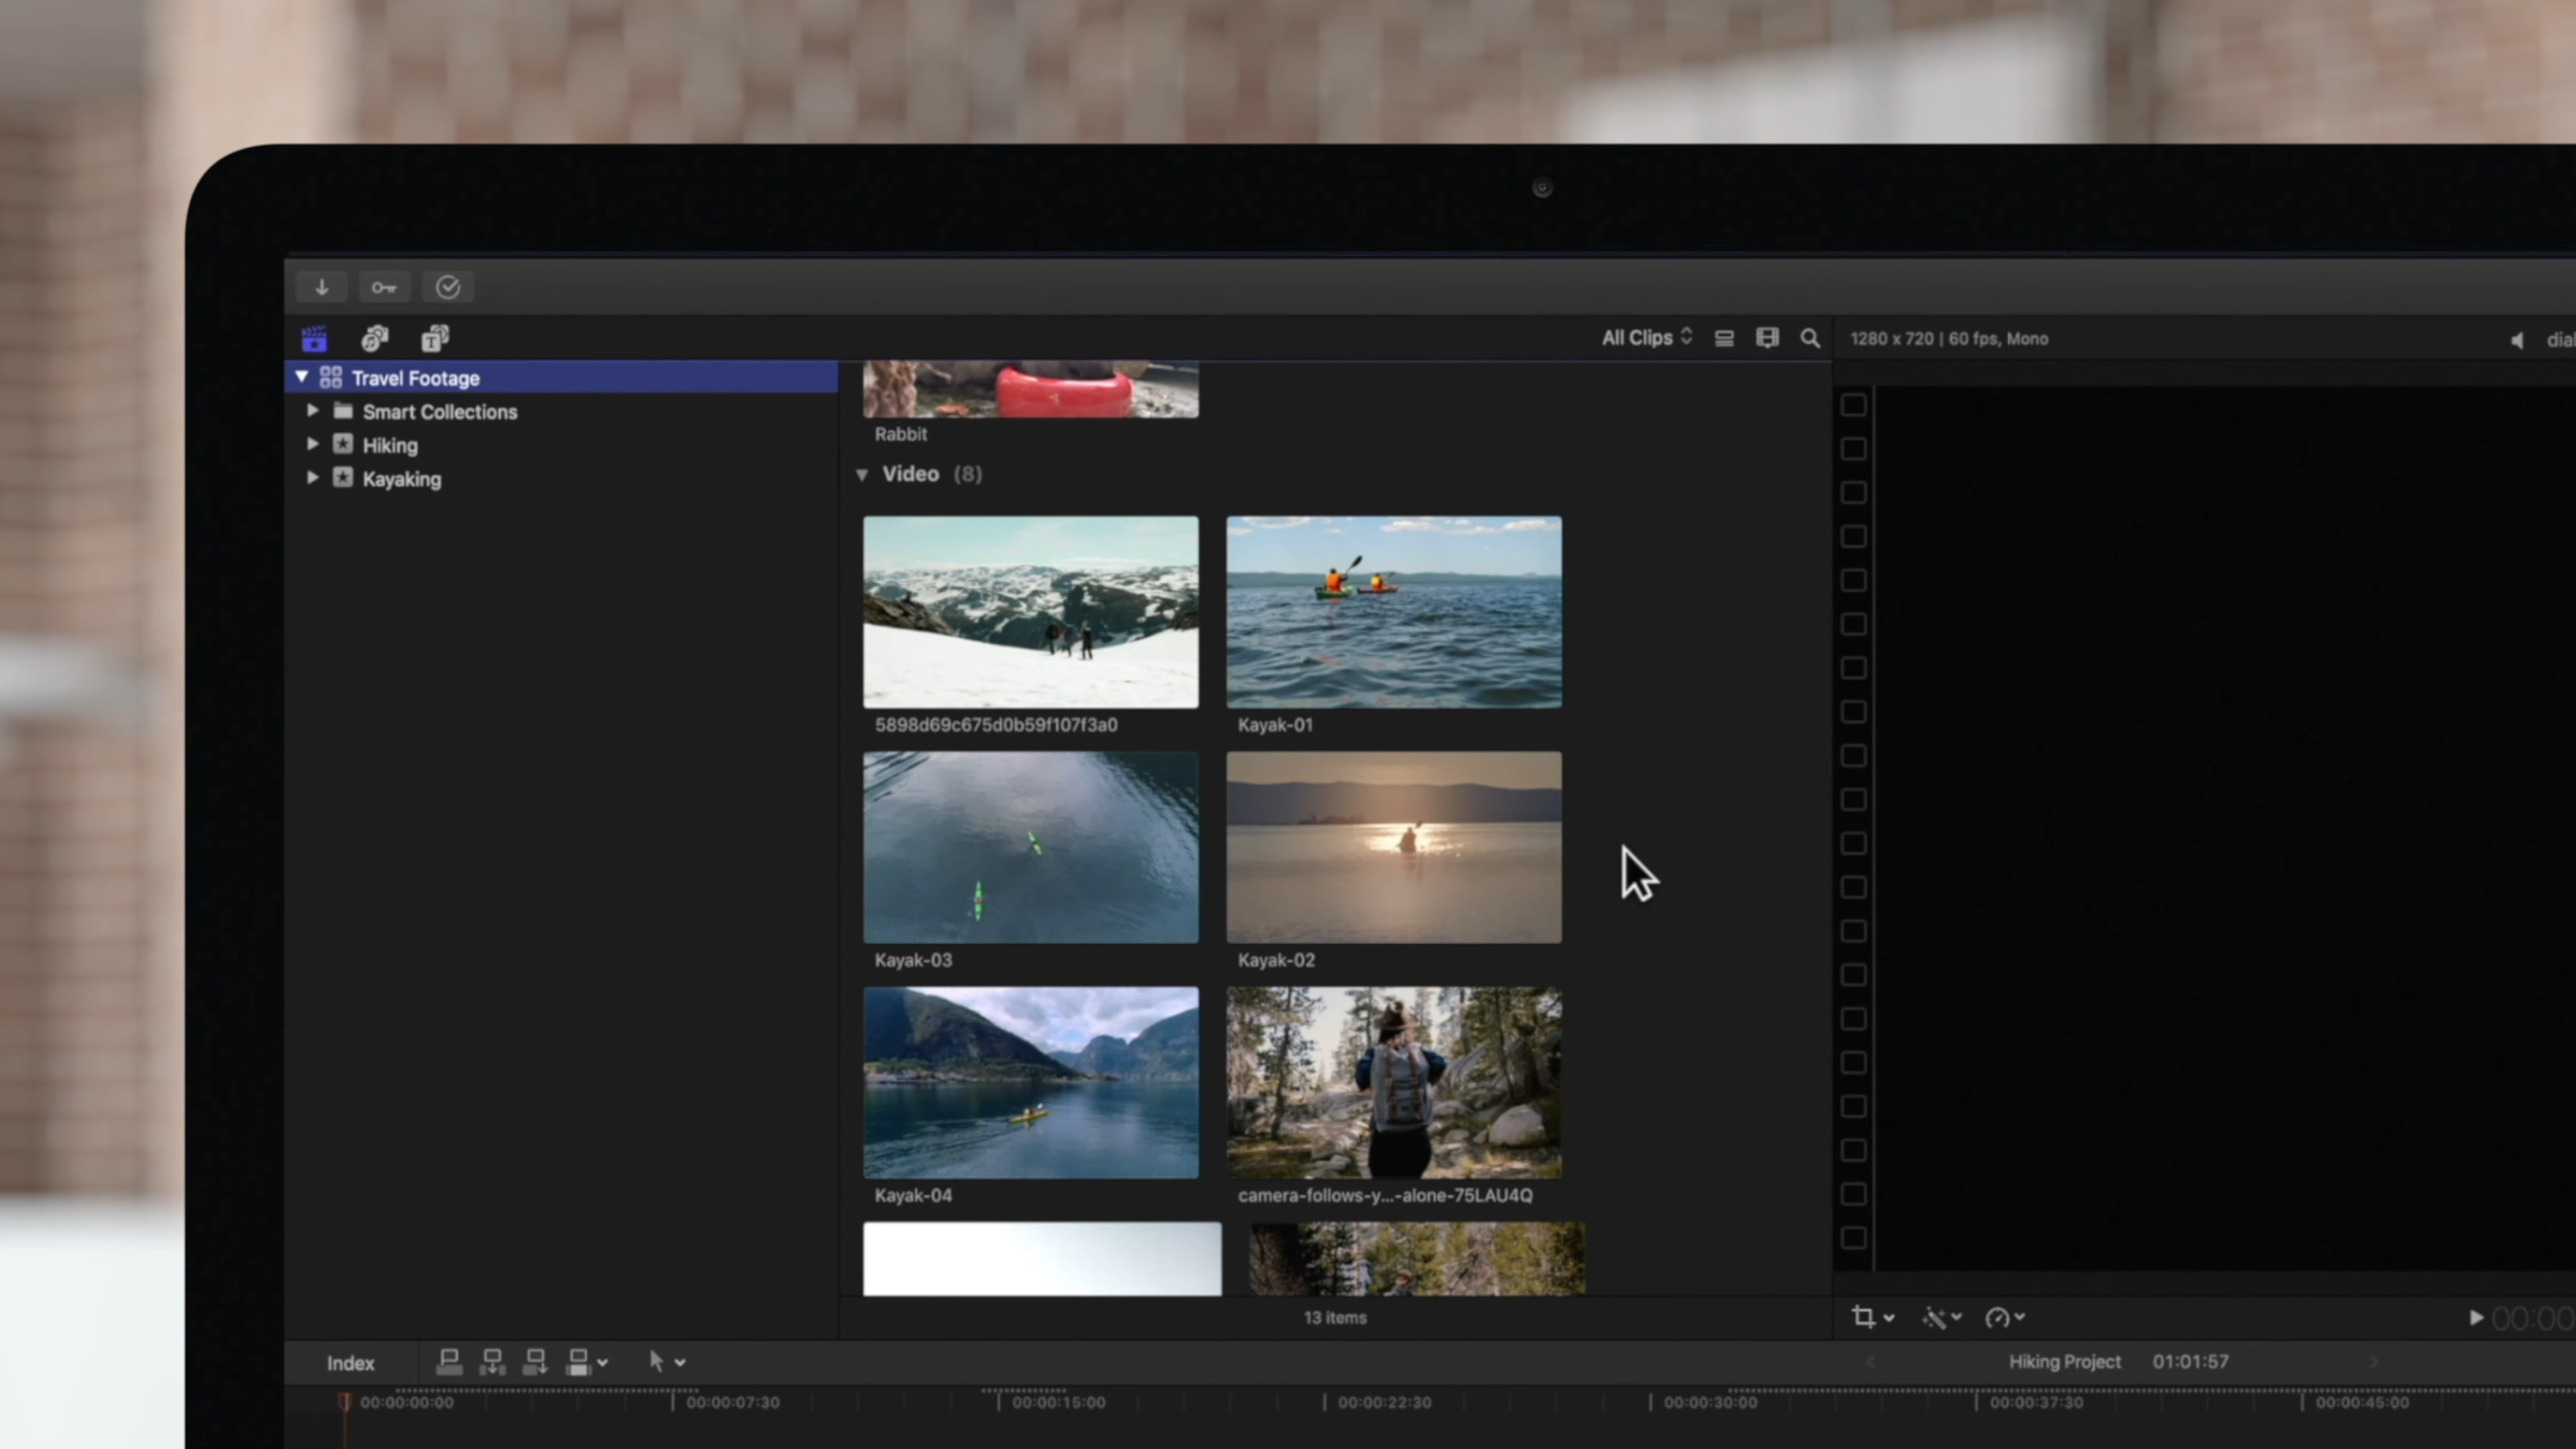 All Clips
1280 x 720 | 60 fps, Mono
Travel Footage
Smart Collections
Hiking
Kayaking
Rabbit
Video (8)
5898d69c675d0b59f107f3a0
Kayak-01
Kayak-03
Kayak-02
Kayak-04
camera-follows-y...-alone-75LAU4Q
13 items
Index
Hiking Project 01:01:57
00:00:00:00 00:00:07:30 00:00:15:00 00:00:22:30 00:00:30:00 00:00:37:30 00:00:45:00